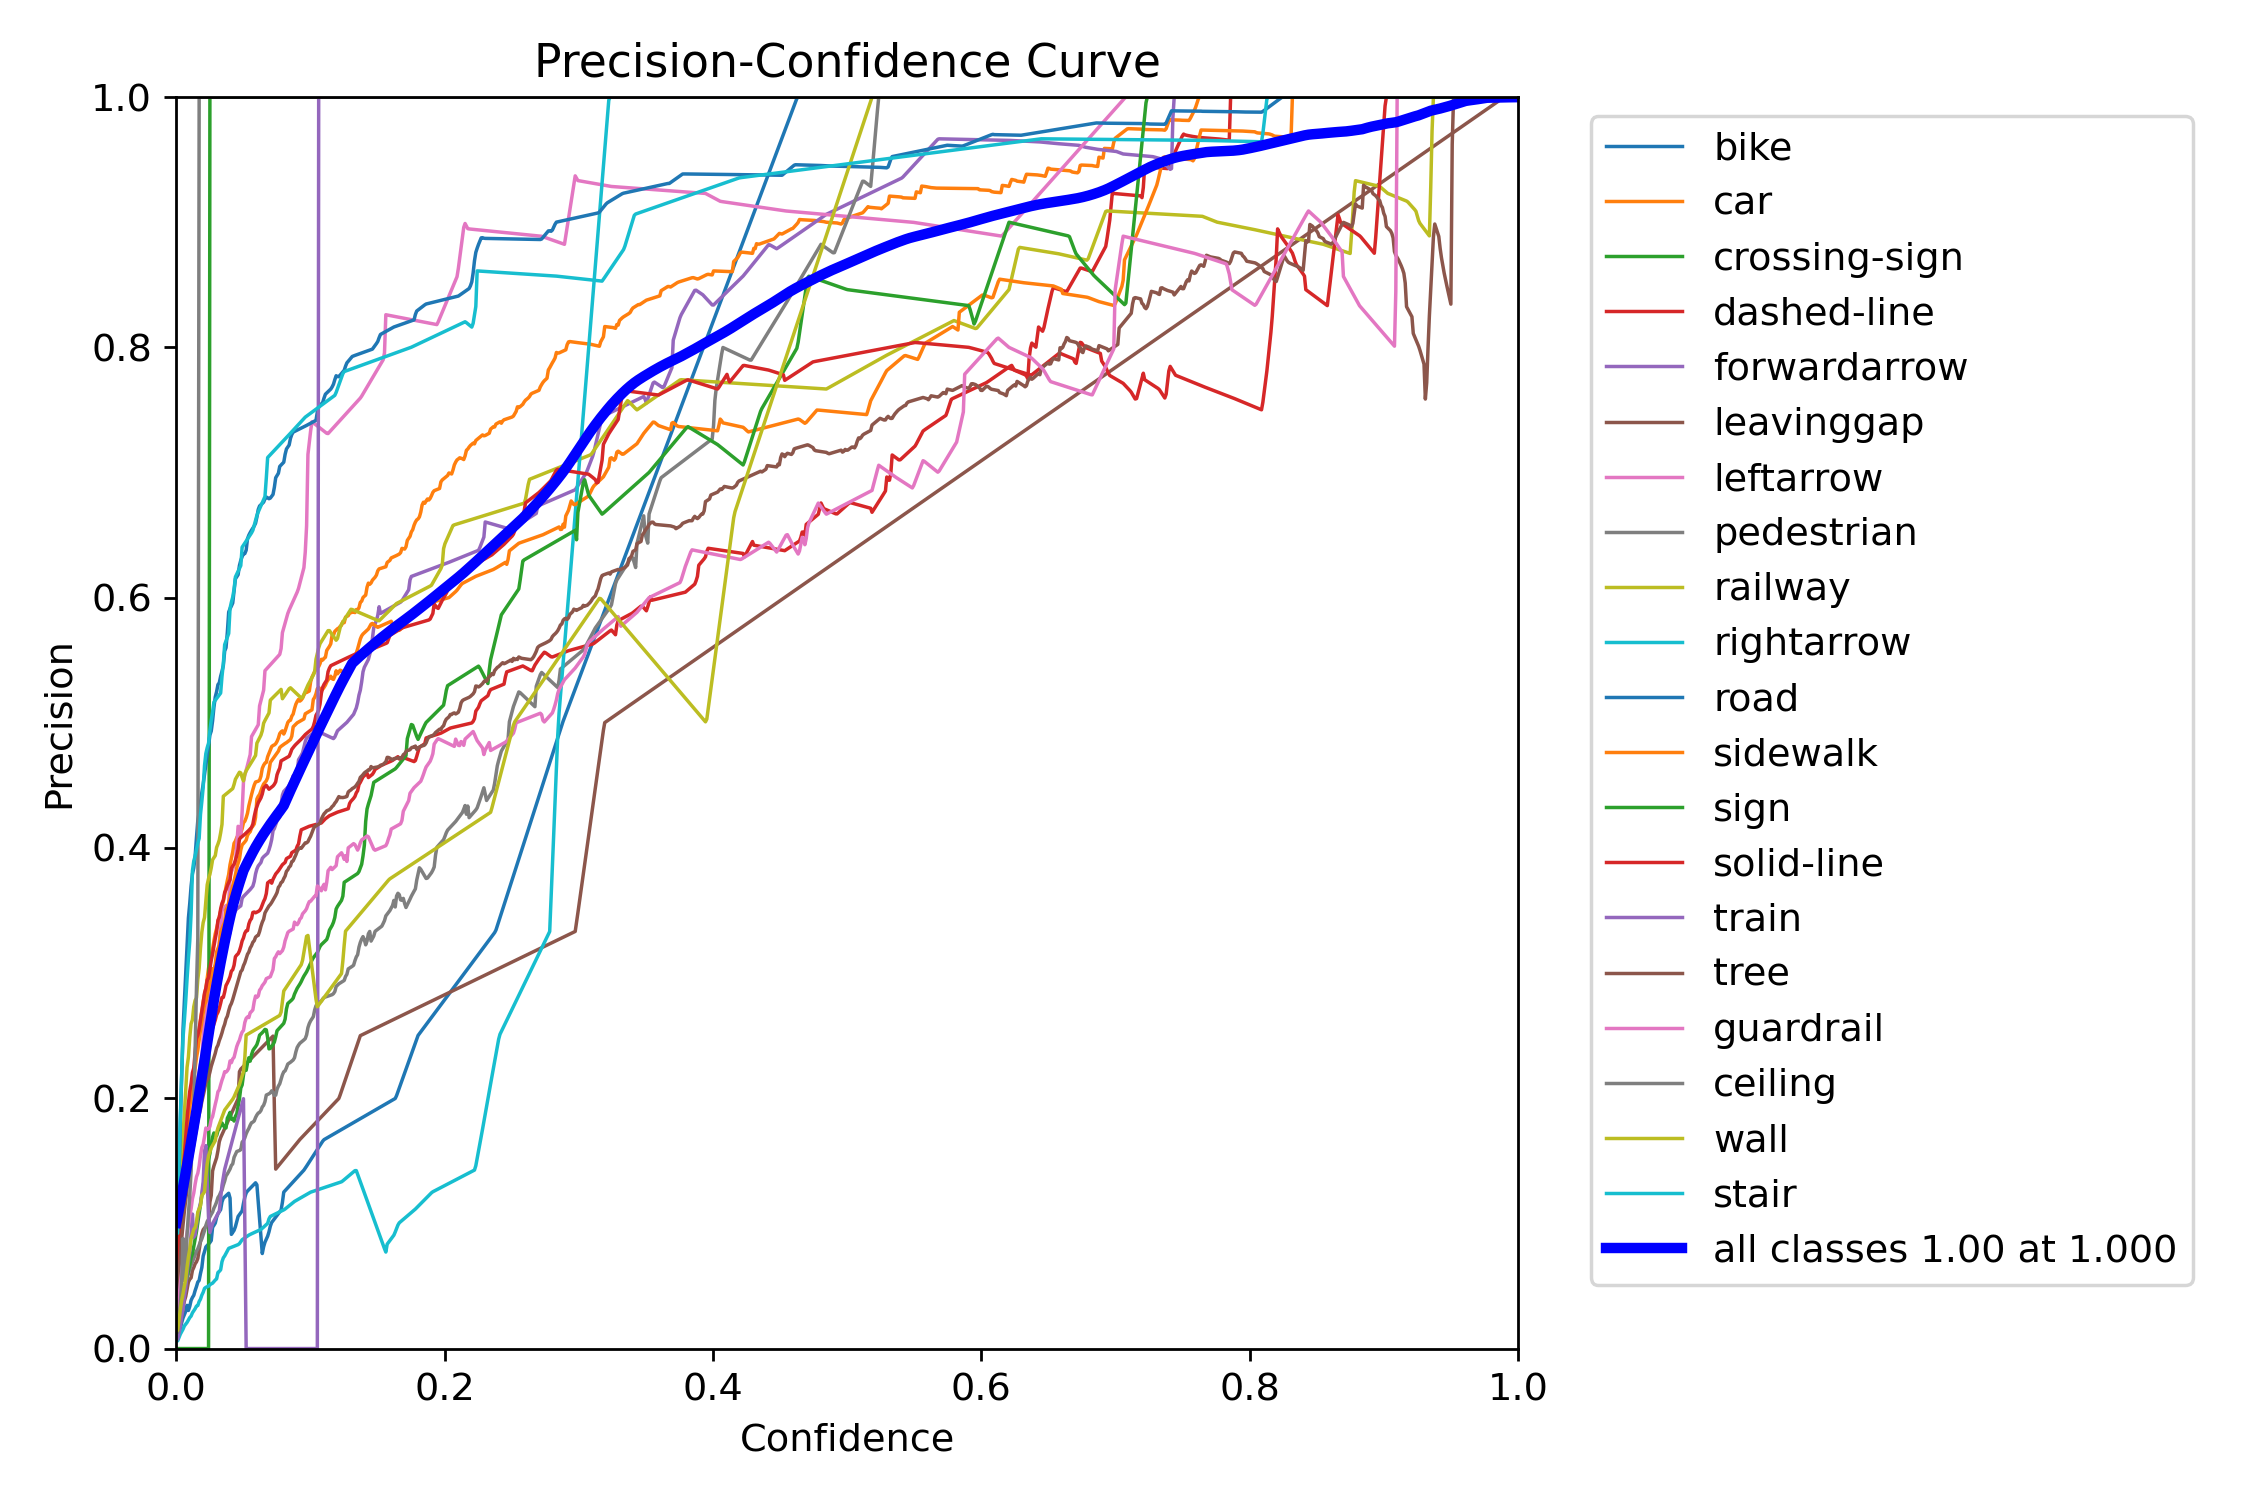 Precision-Confidence Curve
1.0
0.8
0.6
0.4
0.2
0.0
Precision
0.0 0.2 0.4 0.6 0.8 1.0
Confidence
bike
car
crossing-sign
dashed-line
forwardarrow
leavinggap
leftarrow
pedestrian
railway
rightarrow
road
sidewalk
sign
solid-line
train
tree
guardrail
ceiling
wall
stair
all classes 1.00 at 1.000